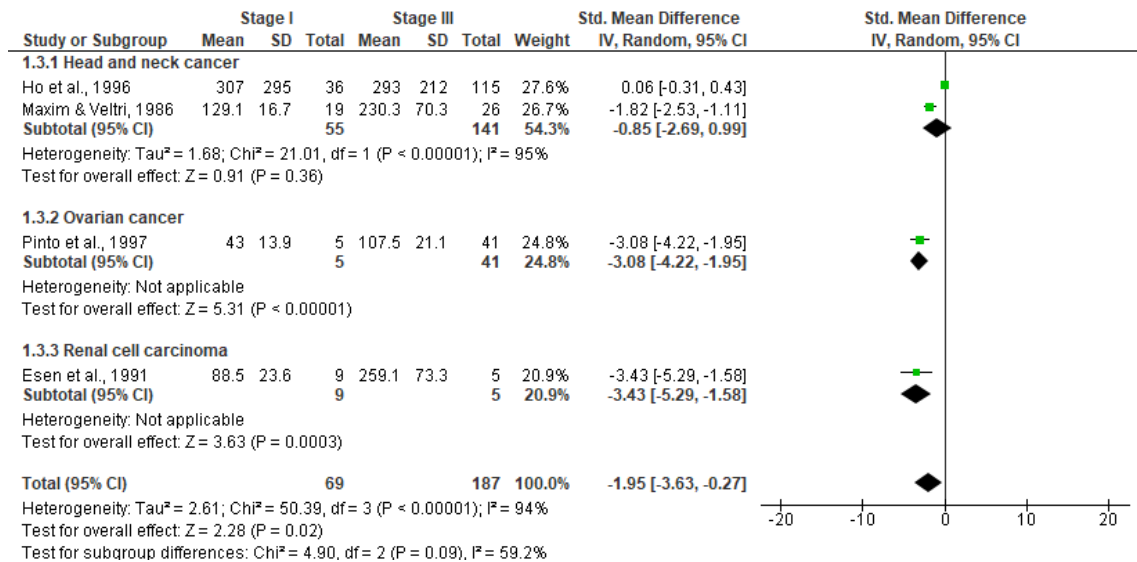 Stage I Stage III Std. Mean Difference Std. Mean Difference
Study or Subgroup Mean SD Total Mean SD Total Weight IV, Random, 95% CI IV, Random, 95% CI
1.3.1 Head and neck cancer
Ho et al., 1996 307 295 36 293 212 115 27.6% 0.06 [-0.31, 0.43]
Maxim & Veltri, 1986 129.1 16.7 19 230.3 70.3 26 26.7% -1.82 [-2.53, -1.11]
Subtotal (95% CI) 55 141 54.3% -0.85 [-2.69, 0.99]
Heterogeneity: Tau² = 1.68; Chi² = 21.01, df = 1 (P < 0.00001); I² = 95%
Test for overall effect: Z = 0.91 (P = 0.36)
1.3.2 Ovarian cancer
Pinto et al., 1997 43 13.9 5 107.5 21.1 41 24.8% -3.08 [-4.22, -1.95]
Subtotal (95% CI) 5 41 24.8% -3.08 [-4.22, -1.95]
Heterogeneity: Not applicable
Test for overall effect: Z = 5.31 (P < 0.00001)
1.3.3 Renal cell carcinoma
Esen et al., 1991 88.5 23.6 9 259.1 73.3 5 20.9% -3.43 [-5.29, -1.58]
Subtotal (95% CI) 9 5 20.9% -3.43 [-5.29, -1.58]
Heterogeneity: Not applicable
Test for overall effect: Z = 3.63 (P = 0.0003)
Total (95% CI) 69 187 100.0% -1.95 [-3.63, -0.27]
Heterogeneity: Tau² = 2.61; Chi² = 50.39, df = 3 (P < 0.00001); I² = 94%
Test for overall effect: Z = 2.28 (P = 0.02)
Test for subgroup differences: Chi² = 4.90, df = 2 (P = 0.09), I² = 59.2%
-20 -10 0 10 20